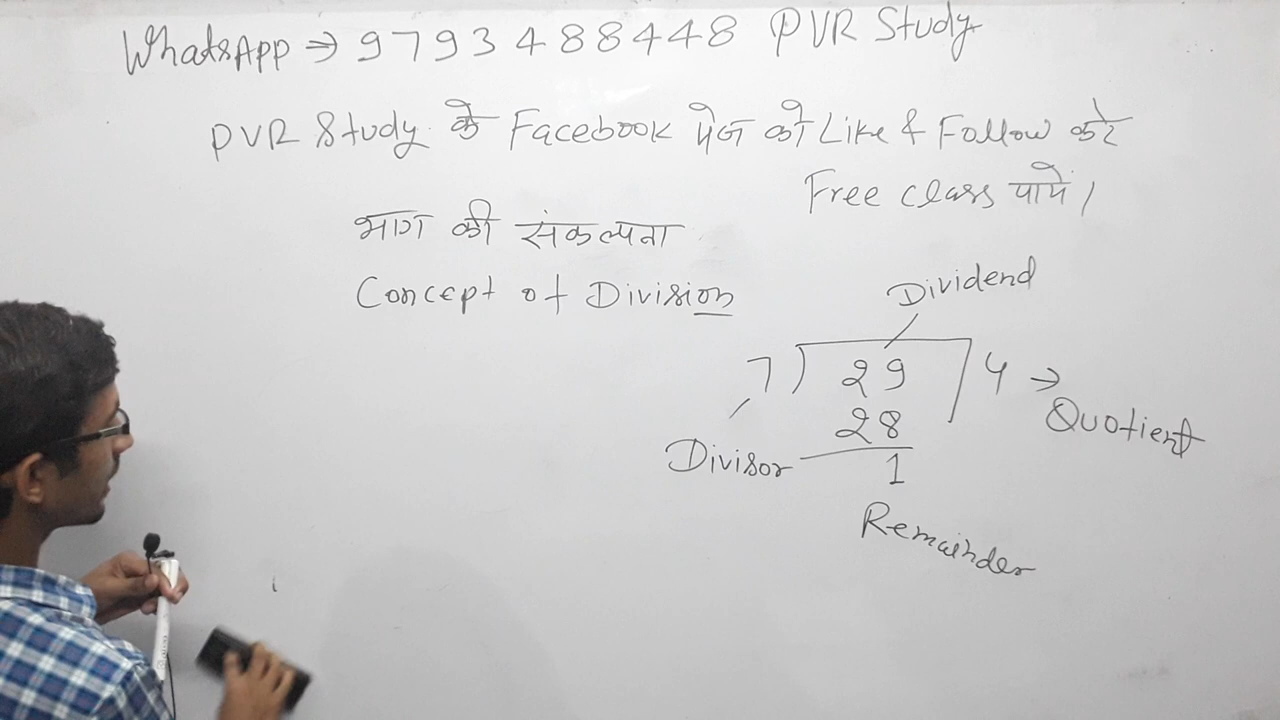 WhatsApp ⇒ 9793488448 PVR Study
PVR Study के Facebook पेज को Like & Follow करे
Free class पाये।
भाग की संकल्पना
Concept of Division
Dividend
7) 29 / 4 → Quotient
28
Divisor
1
Remainder